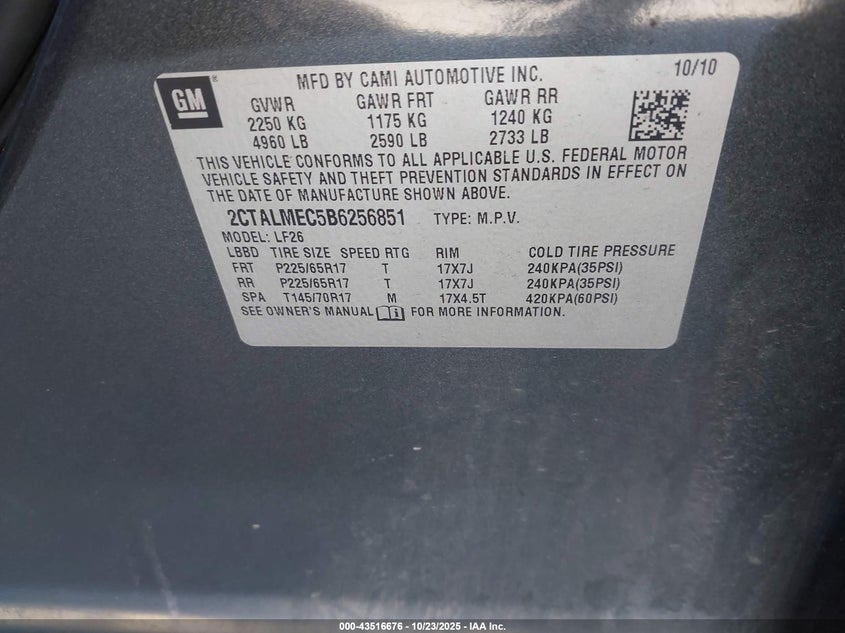 GM
MFD BY CAMI AUTOMOTIVE INC. 10/10
GVWR GAWR FRT GAWR RR
2250 KG 1175 KG 1240 KG
4960 LB 2590 LB 2733 LB
THIS VEHICLE CONFORMS TO ALL APPLICABLE U.S. FEDERAL MOTOR
VEHICLE SAFETY AND THEFT PREVENTION STANDARDS IN EFFECT ON
THE DATE OF MANUFACTURE SHOWN ABOVE.
2CTALMEC5B6256851 TYPE: M.P.V.
MODEL: LF26
LBBD TIRE SIZE SPEED RTG RIM COLD TIRE PRESSURE
FRT P225/65R17 T 17X7J 240KPA(35PSI)
RR P225/65R17 T 17X7J 240KPA(35PSI)
SPA T145/70R17 M 17X4.5T 420KPA(60PSI)
SEE OWNER'S MANUAL FOR MORE INFORMATION.
000-43516676 - 10/23/2025 - IAA Inc.